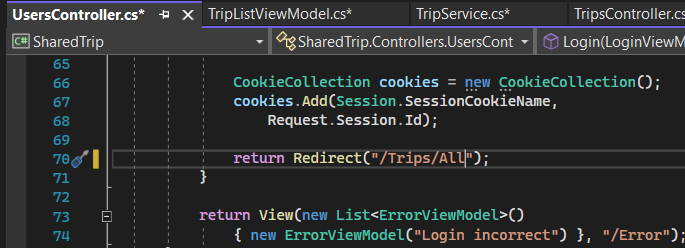 UsersController.cs* TripListViewModel.cs* TripService.cs* TripsController.cs
SharedTrip SharedTrip.Controllers.UsersCont Login(LoginViewM
65
66 CookieCollection cookies = new CookieCollection();
67 cookies.Add(Session.SessionCookieName,
68 Request.Session.Id);
69
70 return Redirect("/Trips/All");
71 }
72
73 return View(new List<ErrorViewModel>()
74 { new ErrorViewModel("Login incorrect") }, "/Error");